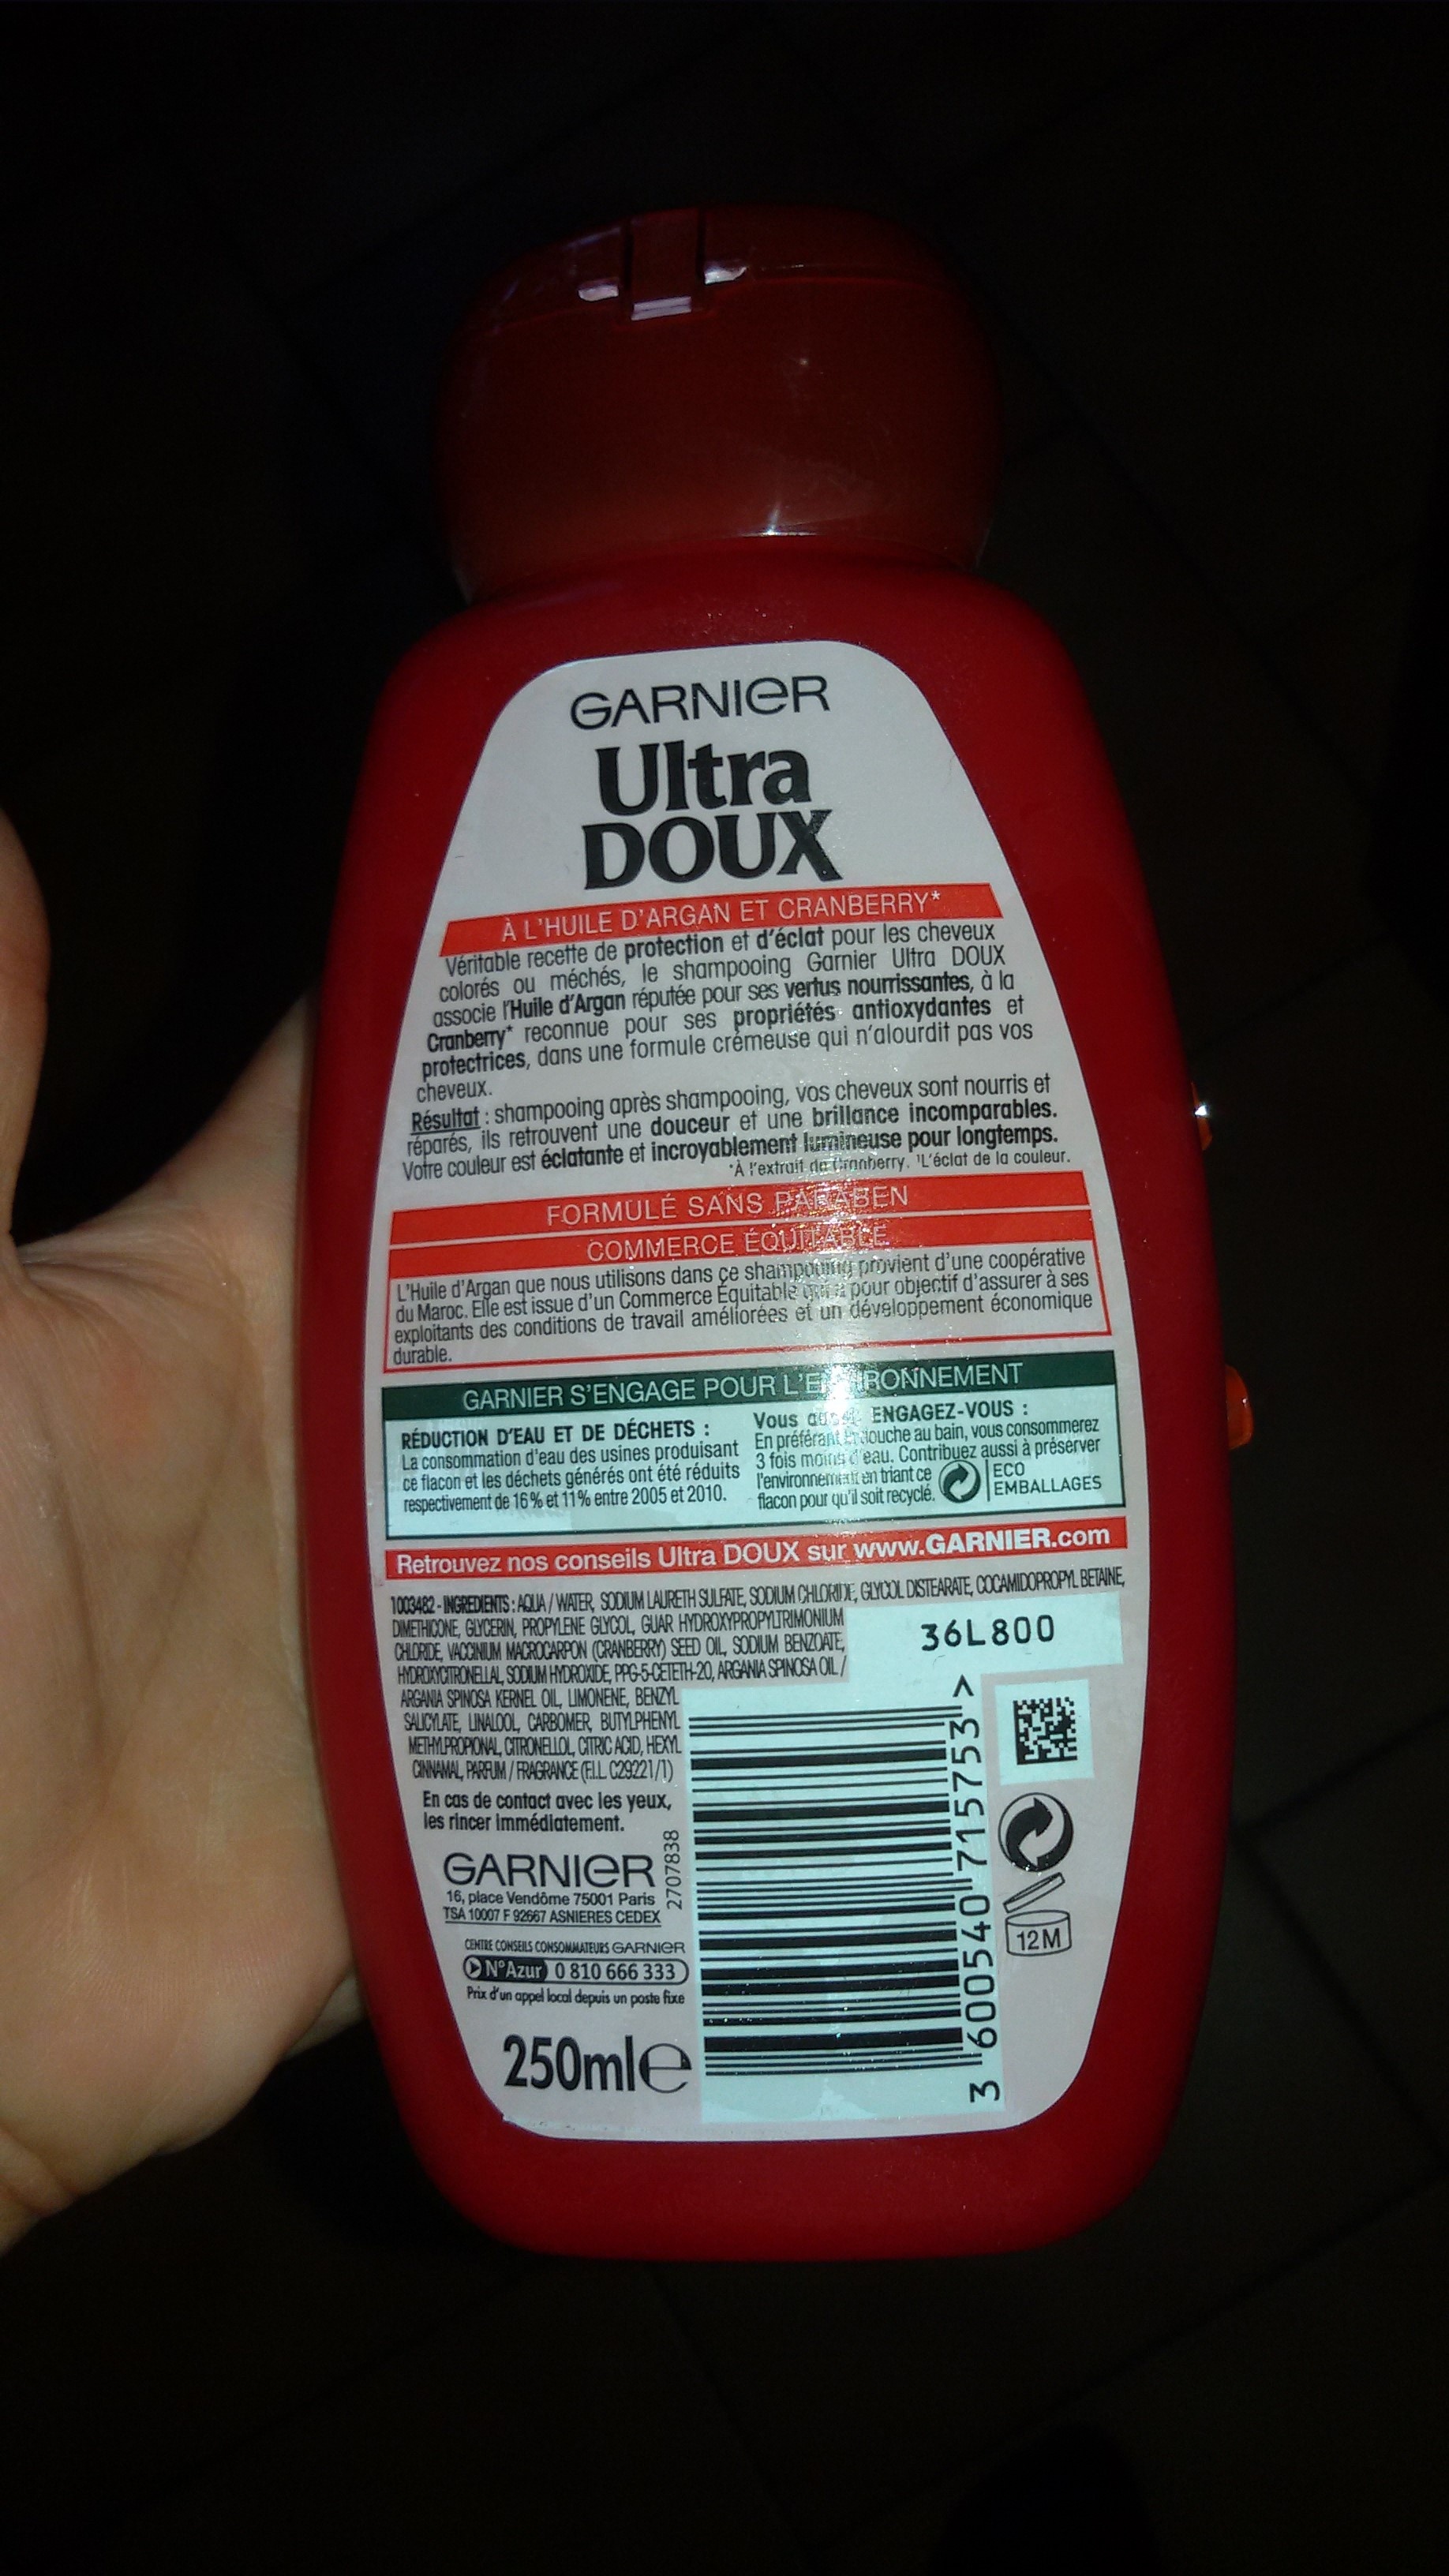 GARNIER
Ultra
DOUX
À L'HUILE D'ARGAN ET CRANBERRY*
Véritable recette de protection et d'éclat pour les cheveux
colorés ou méchés, le shampooing Garnier Ultra DOUX
associe l'Huile d'Argan réputée pour ses vertus nourrissantes, à la
Cranberry* reconnue pour ses propriétés antioxydantes et
protectrices, dans une formule crémeuse qui n'alourdit pas vos
cheveux.
Résultat : shampooing après shampooing, vos cheveux sont nourris et
réparés, ils retrouvent une douceur et une brillance incomparables.
Votre couleur est éclatante et incroyablement lumineuse pour longtemps.
*À l'extrait de Cranberry. ¹L'éclat de la couleur.
FORMULÉ SANS PARABEN
COMMERCE ÉQUITABLE
L'Huile d'Argan que nous utilisons dans ce shampooing provient d'une coopérative
du Maroc. Elle est issue d'un Commerce Équitable qui a pour objectif d'assurer à ses
exploitants des conditions de travail améliorées et un développement économique
durable.
GARNIER S'ENGAGE POUR L'ENVIRONNEMENT
RÉDUCTION D'EAU ET DE DÉCHETS :
La consommation d'eau des usines produisant
ce flacon et les déchets générés ont été réduits
respectivement de 16% et 11% entre 2005 et 2010.
Vous aussi ENGAGEZ-VOUS :
En préférant la douche au bain, vous consommerez
3 fois moins d'eau. Contribuez aussi à préserver
l'environnement en triant ce
flacon pour qu'il soit recyclé.
ECO
EMBALLAGES
Retrouvez nos conseils Ultra DOUX sur www.GARNIER.com
1003482 - INGREDIENTS : AQUA / WATER, SODIUM LAURETH SULFATE, SODIUM CHLORIDE, GLYCOL DISTEARATE, COCAMIDOPROPYL BETAINE,
DIMETHICONE, GLYCERIN, PROPYLENE GLYCOL, GUAR HYDROXYPROPYLTRIMONIUM
CHLORIDE, VACCINIUM MACROCARPON (CRANBERRY) SEED OIL, SODIUM BENZOATE,
HYDROXYCITRONELLAL, SODIUM HYDROXIDE, PPG-5-CETETH-20, ARGANIA SPINOSA OIL /
ARGANIA SPINOSA KERNEL OIL, LIMONENE, BENZYL
SALICYLATE, LINALOOL, CARBOMER, BUTYLPHENYL
METHYLPROPIONAL, CITRONELLOL, CITRIC ACID, HEXYL
CINNAMAL, PARFUM / FRAGRANCE (F.I.L. C29221/1)
36L800
En cas de contact avec les yeux,
les rincer immédiatement.
GARNIER
16, place Vendôme 75001 Paris
TSA 10007 F 92667 ASNIERES CEDEX
2707838
CENTRE CONSEILS CONSOMMATEURS GARNIER
N°Azur 0 810 666 333
Prix d'un appel local depuis un poste fixe
250ml e
3 600540 715753 >
12M